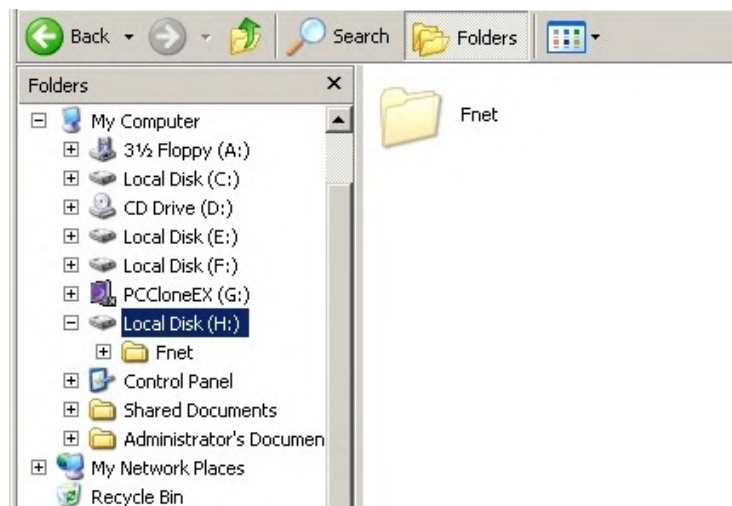 Back Search Folders
Folders
My Computer
3½ Floppy (A:)
Local Disk (C:)
CD Drive (D:)
Local Disk (E:)
Local Disk (F:)
PCCloneEX (G:)
Local Disk (H:)
Fnet
Control Panel
Shared Documents
Administrator's Documen
My Network Places
Recycle Bin
Fnet